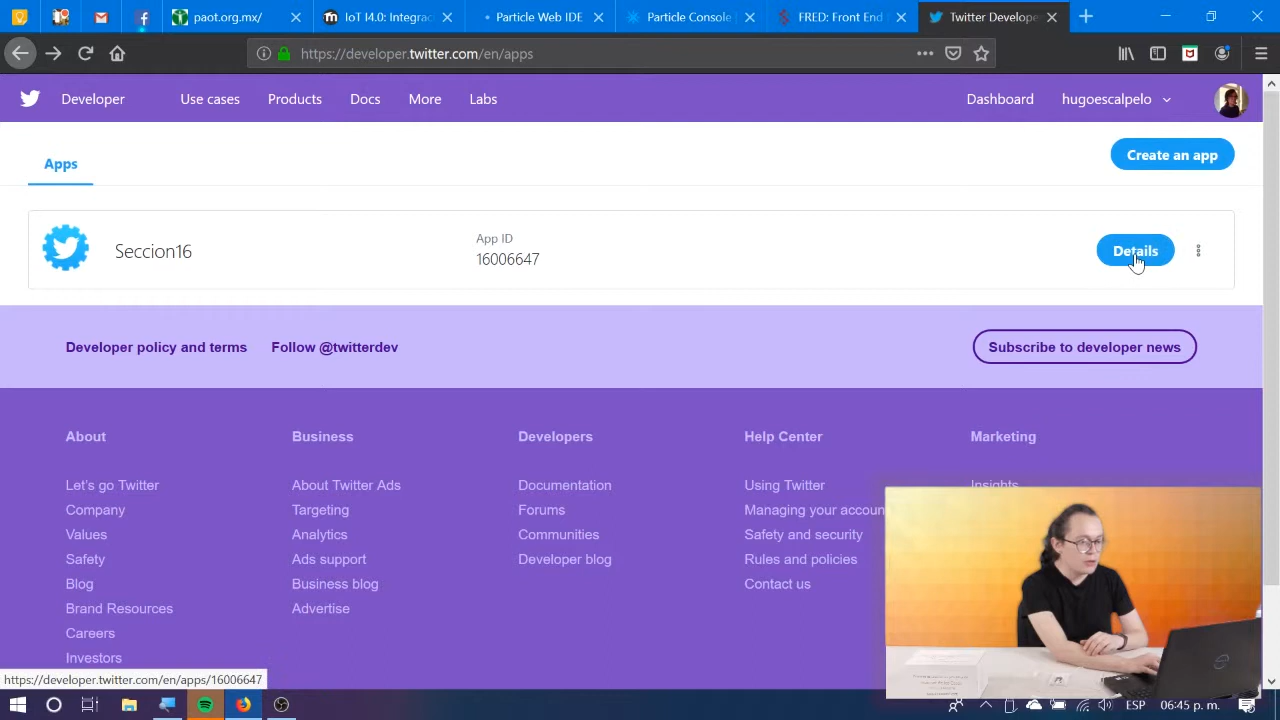 paot.org.mx/
IoT I4.0: Integrac
Particle Web IDE
Particle Console
FRED: Front End
Twitter Develope
https://developer.twitter.com/en/apps
Developer
Use cases
Products
Docs
More
Labs
Dashboard
hugoescalpelo
Apps
Create an app
Seccion16
App ID
16006647
Details
Developer policy and terms
Follow @twitterdev
Subscribe to developer news
About
Let's go Twitter
Company
Values
Safety
Blog
Brand Resources
Careers
Investors
Business
About Twitter Ads
Targeting
Analytics
Ads support
Business blog
Advertise
Developers
Documentation
Forums
Communities
Developer blog
Help Center
Using Twitter
Managing your accoun
Safety and security
Rules and policies
Contact us
Marketing
Insights
https://developer.twitter.com/en/apps/16006647
ESP
06:45 p. m.